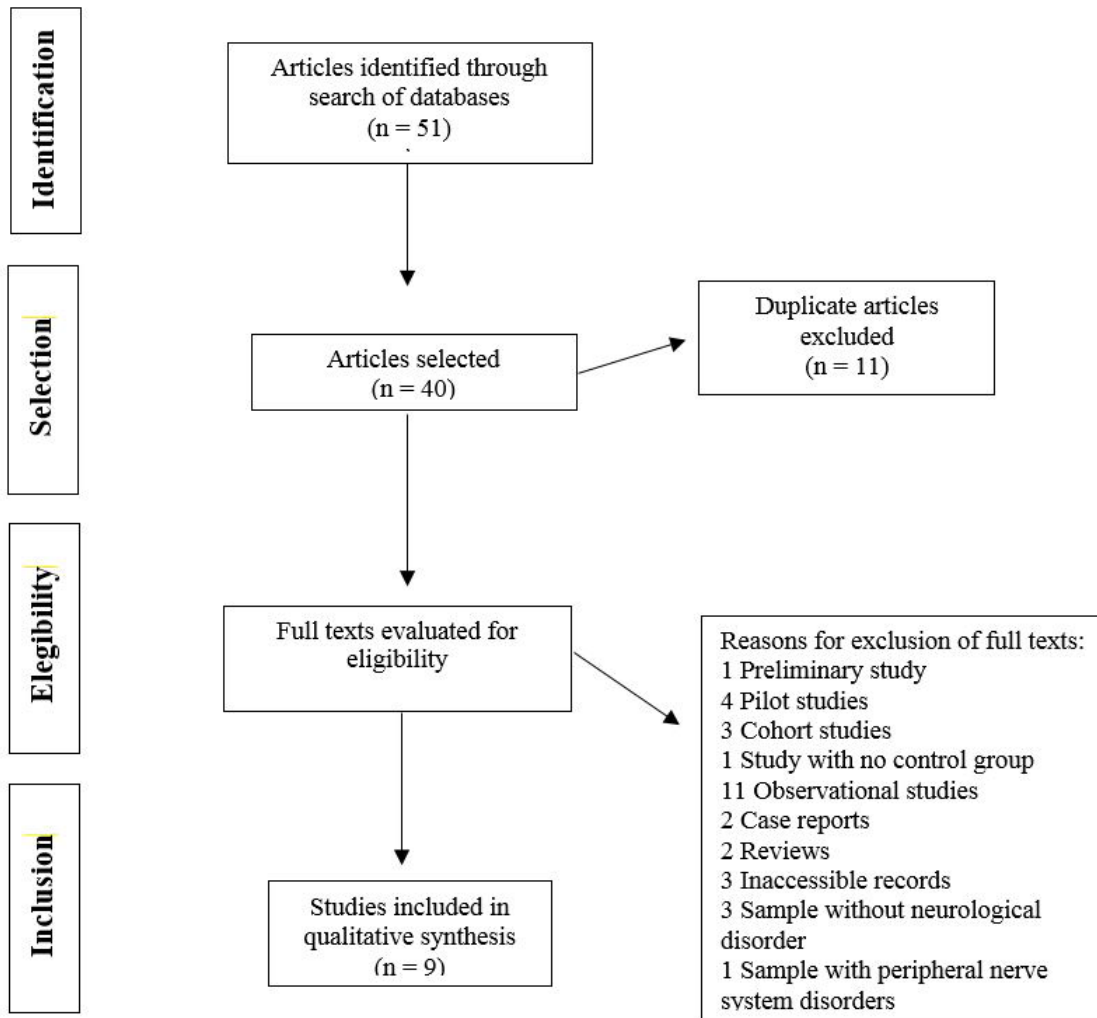 Identification
Articles identified through
search of databases
(n = 51)
Selection
Articles selected
(n = 40)
Duplicate articles
excluded
(n = 11)
Elegibility
Full texts evaluated for
eligibility
Reasons for exclusion of full texts:
1 Preliminary study
4 Pilot studies
3 Cohort studies
1 Study with no control group
11 Observational studies
2 Case reports
2 Reviews
3 Inaccessible records
3 Sample without neurological
disorder
1 Sample with peripheral nerve
system disorders
Inclusion
Studies included in
qualitative synthesis
(n = 9)